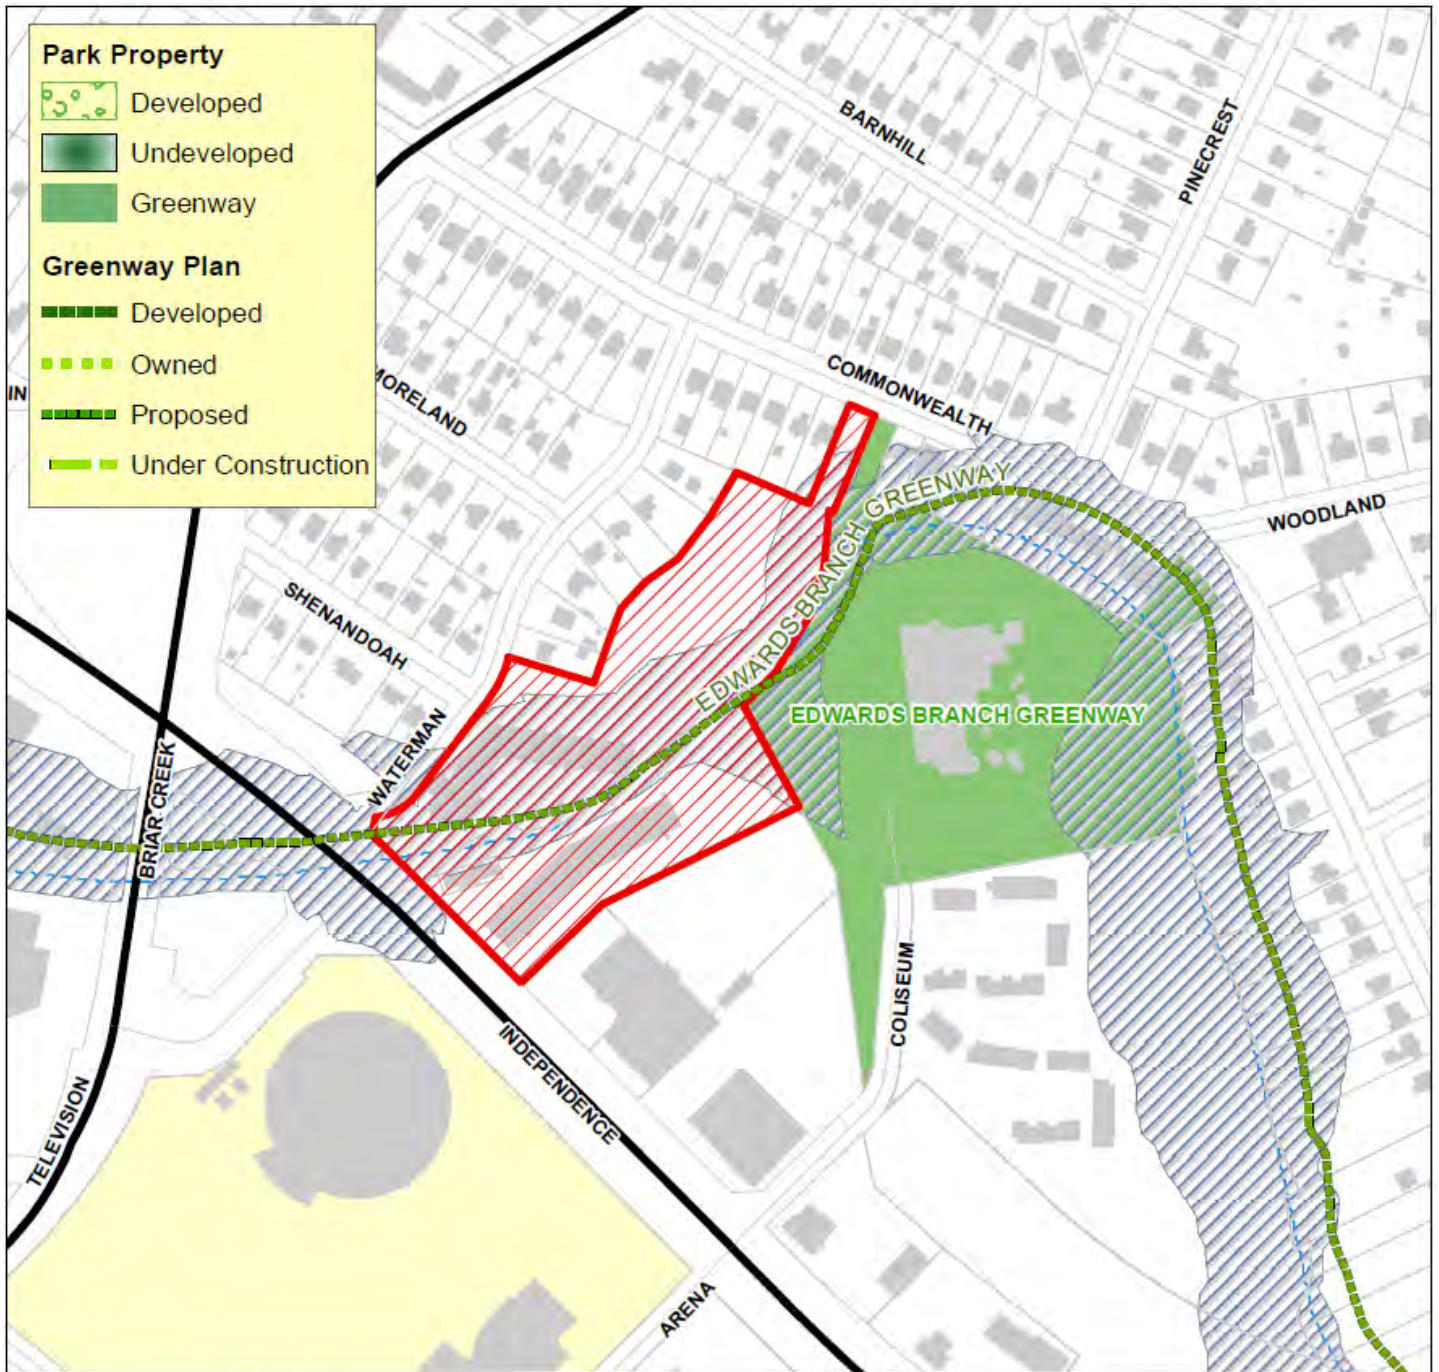 Park Property
Developed
Undeveloped
Greenway
Greenway Plan
Developed
Owned
Proposed
Under Construction
BARNHILL
PINECREST
IN
MORELAND
COMMONWEALTH
EDWARDS BRANCH GREENWAY
WOODLAND
SHENANDOAH
WATERMAN
EDWARDS BRANCH GREENWAY
BRIAR CREEK
COLISEUM
INDEPENDENCE
TELEVISION
ARENA